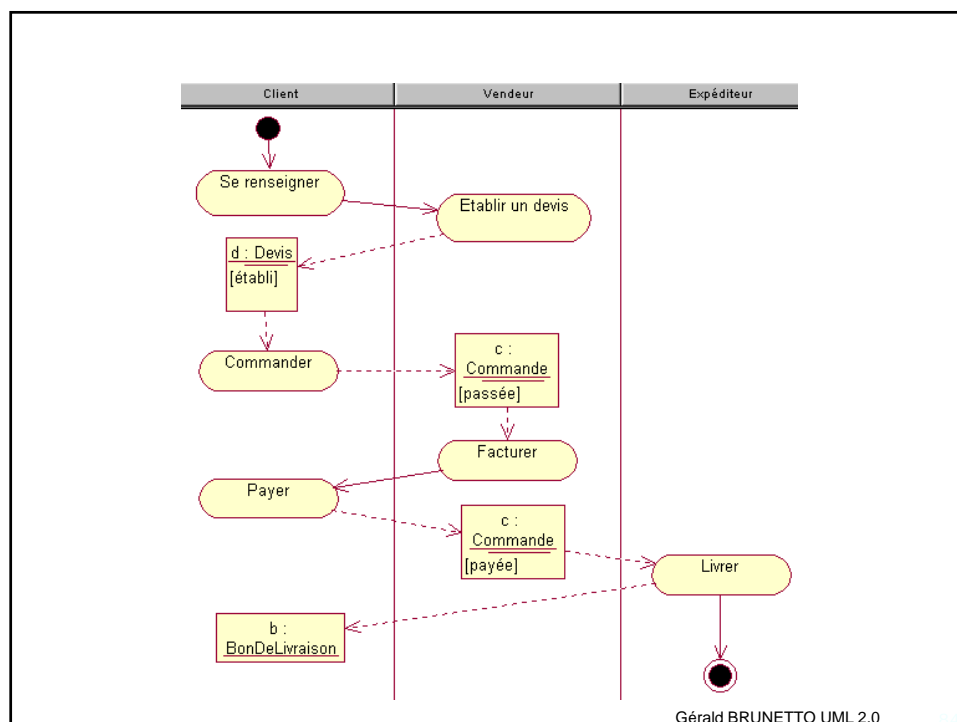 Client
Vendeur
Expéditeur
Se renseigner
Etablir un devis
d : Devis
[établi]
Commander
c :
Commande
[passée]
Facturer
Payer
c :
Commande
[payée]
Livrer
b :
BonDeLivraison
Gérald BRUNETTO UML 2.0